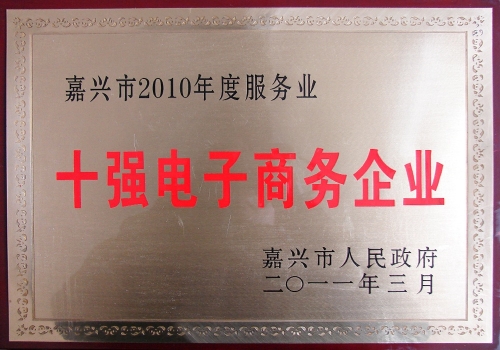 嘉兴市2010年度服务业
十强电子商务企业
嘉兴市人民政府
二〇一一年三月